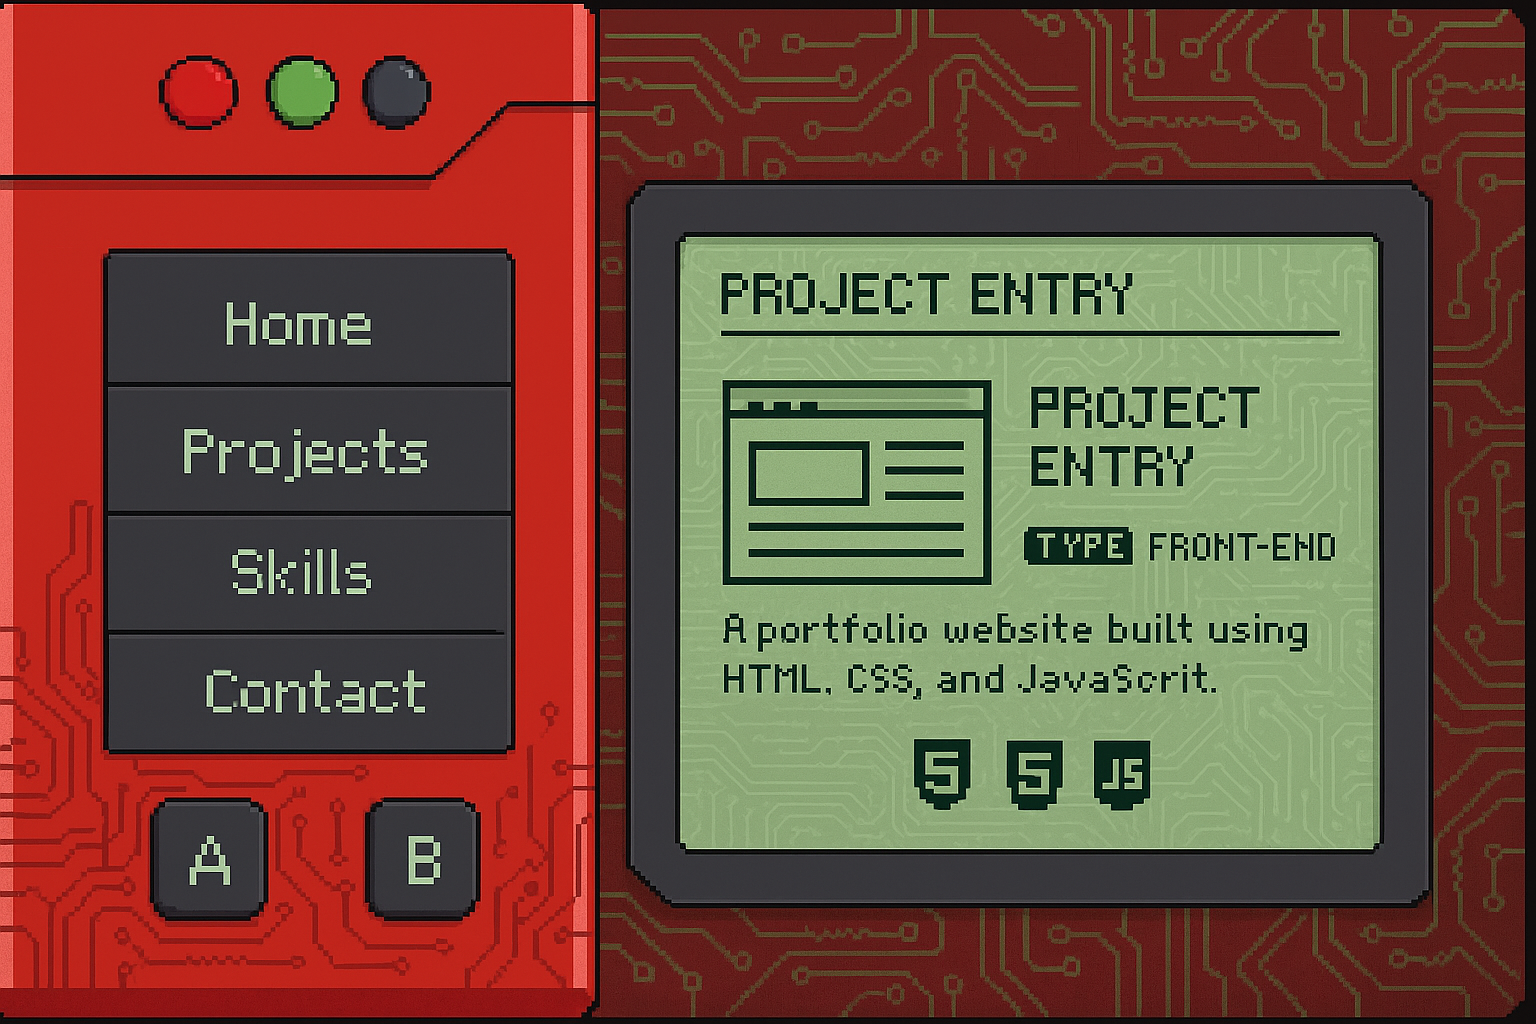 Home
Projects
Skills
Contact
A
B
PROJECT ENTRY
PROJECT
ENTRY
TYPE FRONT-END
A portfolio website built using
HTML. CSS, and JavaScrit.
5 5 JS